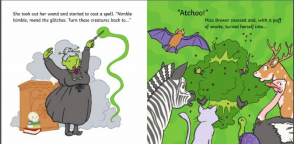 She took out her wand and started to cast a spell. "Nimble
bimble, mend the glitches. Turn these creatures back to..."
"Atchoo!"
Miss Brewer sneezed and, with a puff
of smoke, turned herself into...